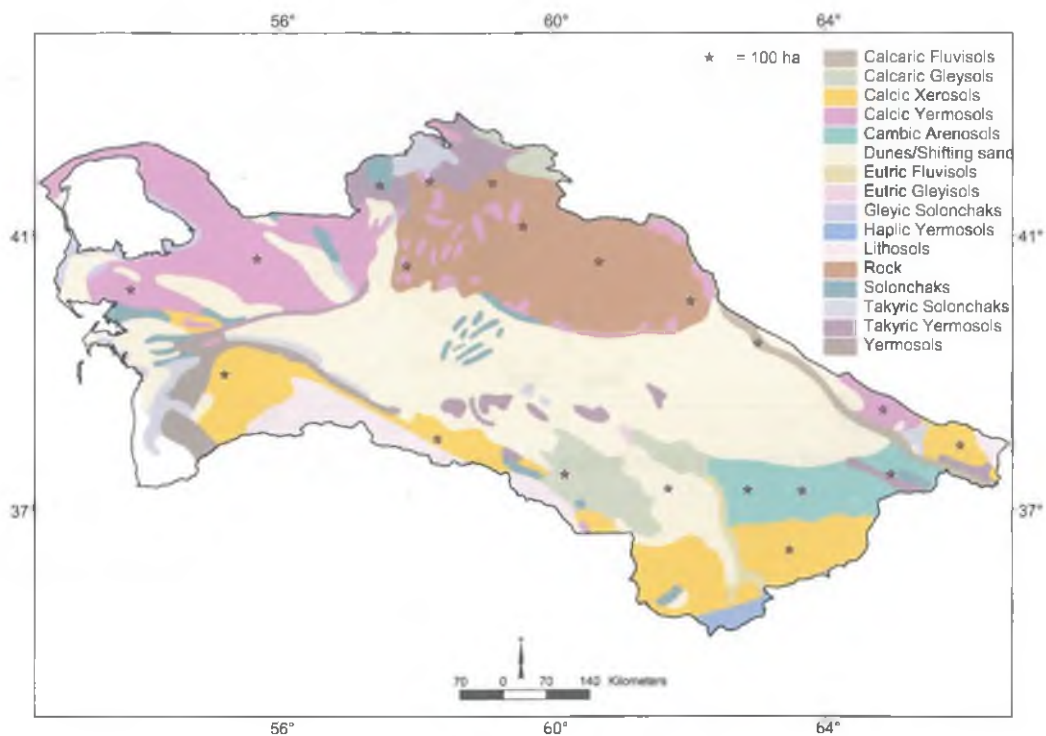 56° 60° 64°
★ = 100 ha
Calcaric Fluvisols
Calcaric Gleysols
Calcic Xerosols
Calcic Yermosols
Cambic Arenosols
Dunes/Shifting sand
Eutric Fluvisols
Eutric Gleyisols
Gleyic Solonchaks
Haplic Yermosols
Lithosols
Rock
Solonchaks
Takyric Solonchaks
Takyric Yermosols
Yermosols
41° 41°
37° 37°
70 0 70 140 Kilometers
56° 60° 64°